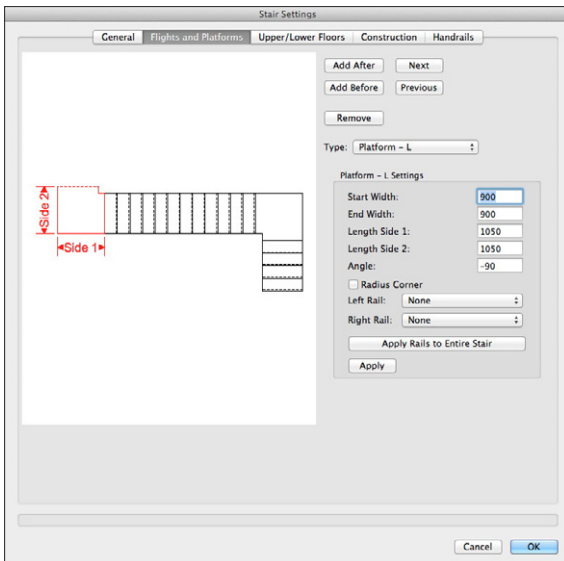 Stair Settings
General
Flights and Platforms
Upper/Lower Floors
Construction
Handrails
Add After
Next
Add Before
Previous
Remove
Type: Platform – L
Platform – L Settings
Start Width: 900
End Width: 900
Length Side 1: 1050
Length Side 2: 1050
Angle: -90
Radius Corner
Left Rail: None
Right Rail: None
Apply Rails to Entire Stair
Apply
Side 2
Side 1
Cancel
OK